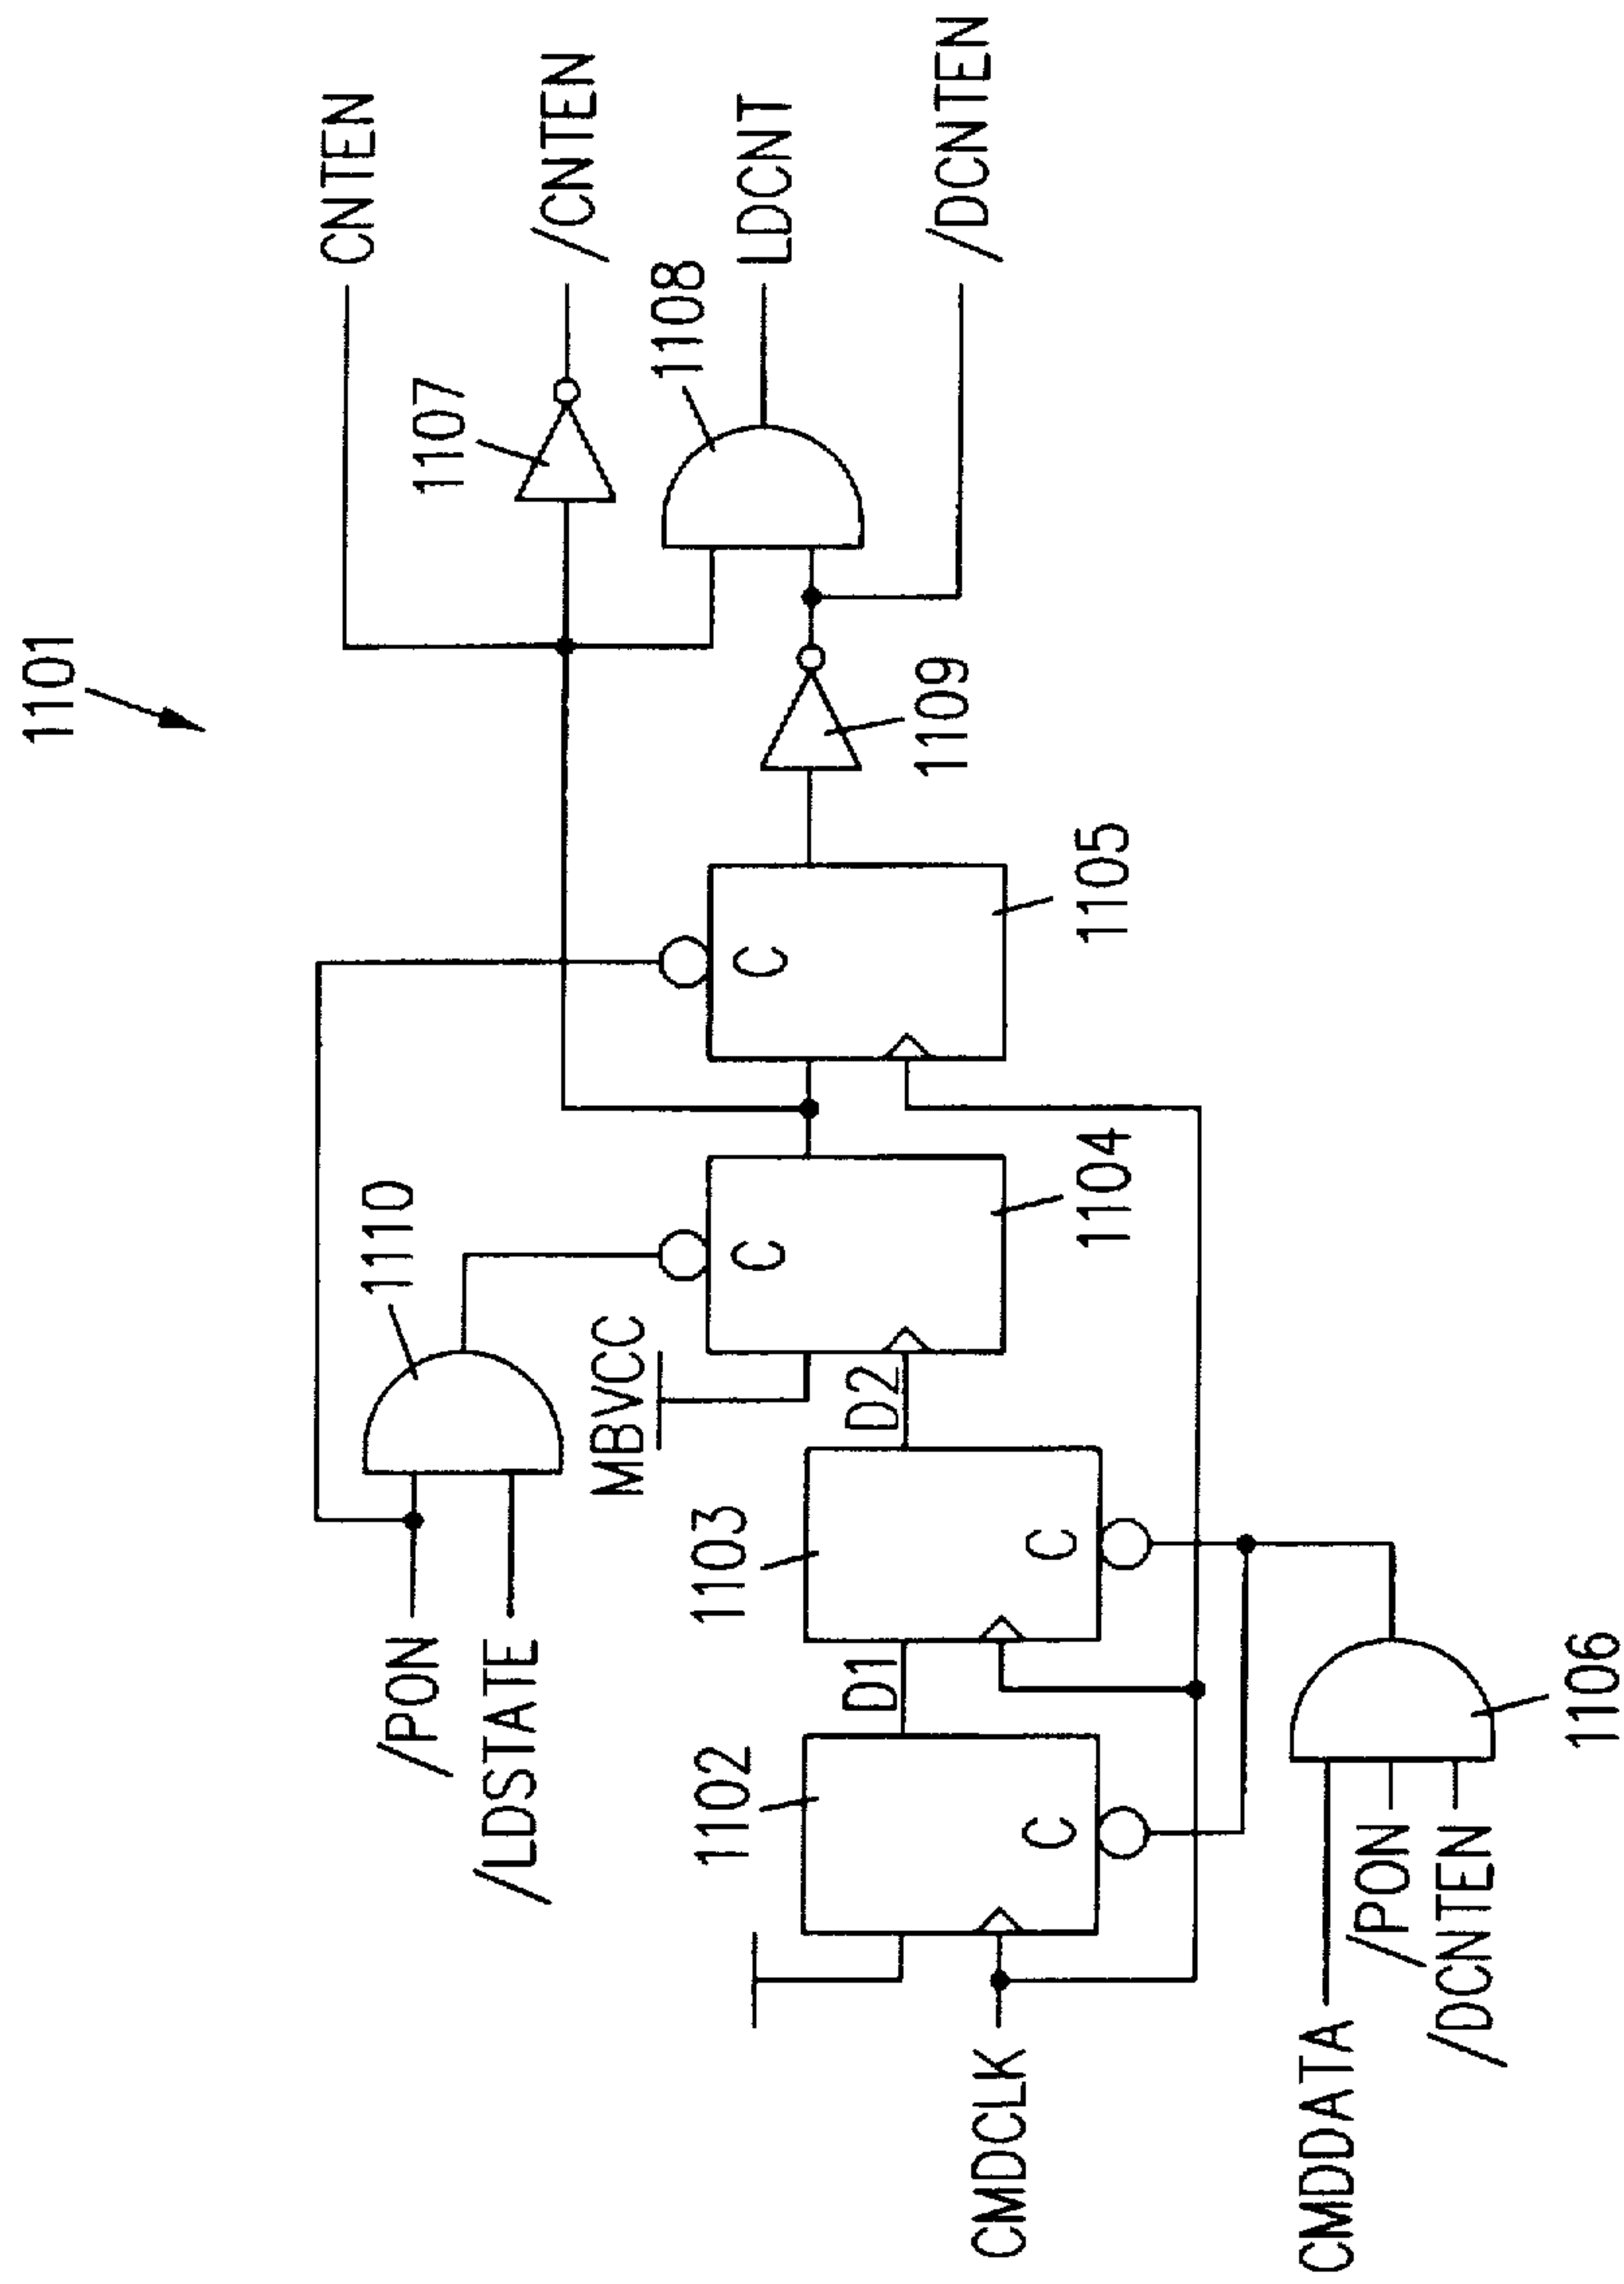 1101
CNTEN
/CNTEN
1107
1108
LDCNT
/DCNTEN
1109
1105
C
1110
/PON
/LDSTATE
MBVCC
C
1104
D2
1103
C
D1
1102
C
CMDCLK
CMDDATA
/PON
/DCNTEN
1106